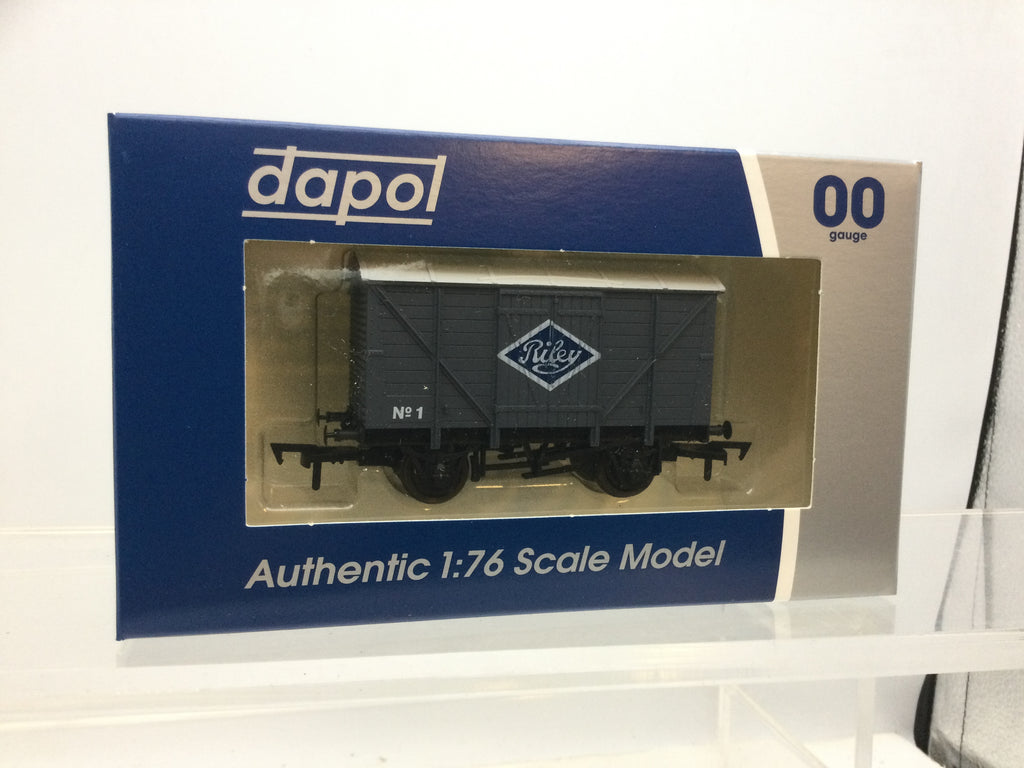 dapol
00
gauge
Riley
Nº 1
Authentic 1:76 Scale Model